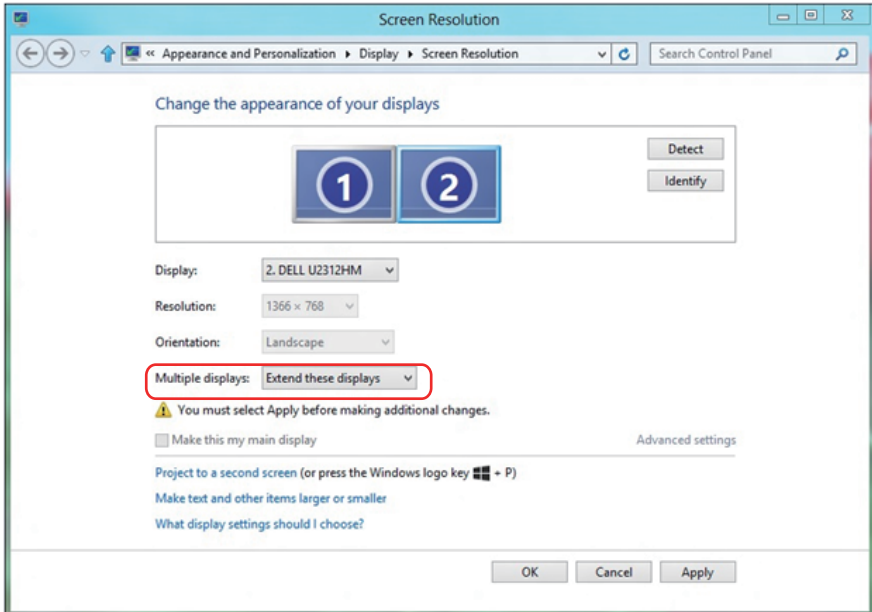 Screen Resolution
« Appearance and Personalization Display Screen Resolution Search Control Panel
Change the appearance of your displays
1 2
Detect
Identify
Display: 2. DELL U2312HM
Resolution: 1366 × 768
Orientation: Landscape
Multiple displays: Extend these displays
You must select Apply before making additional changes.
Make this my main display Advanced settings
Project to a second screen (or press the Windows logo key + P)
Make text and other items larger or smaller
What display settings should I choose?
OK Cancel Apply